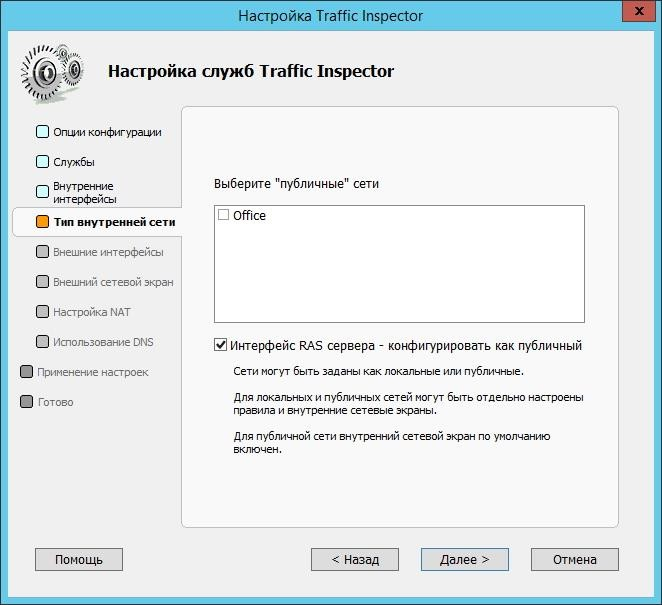 Настройка Traffic Inspector
x
Настройка служб Traffic Inspector
Опции конфигурации
Службы
Внутренние
интерфейсы
Тип внутренней сети
Внешние интерфейсы
Внешний сетевой экран
Настройка NAT
Использование DNS
Применение настроек
Готово
Выберите "публичные" сети
Office
Интерфейс RAS сервера - конфигурировать как публичный
Сети могут быть заданы как локальные или публичные.
Для локальных и публичных сетей могут быть отдельно настроены
правила и внутренние сетевые экраны.
Для публичной сети внутренний сетевой экран по умолчанию
включен.
Помощь
< Назад
Далее >
Отмена